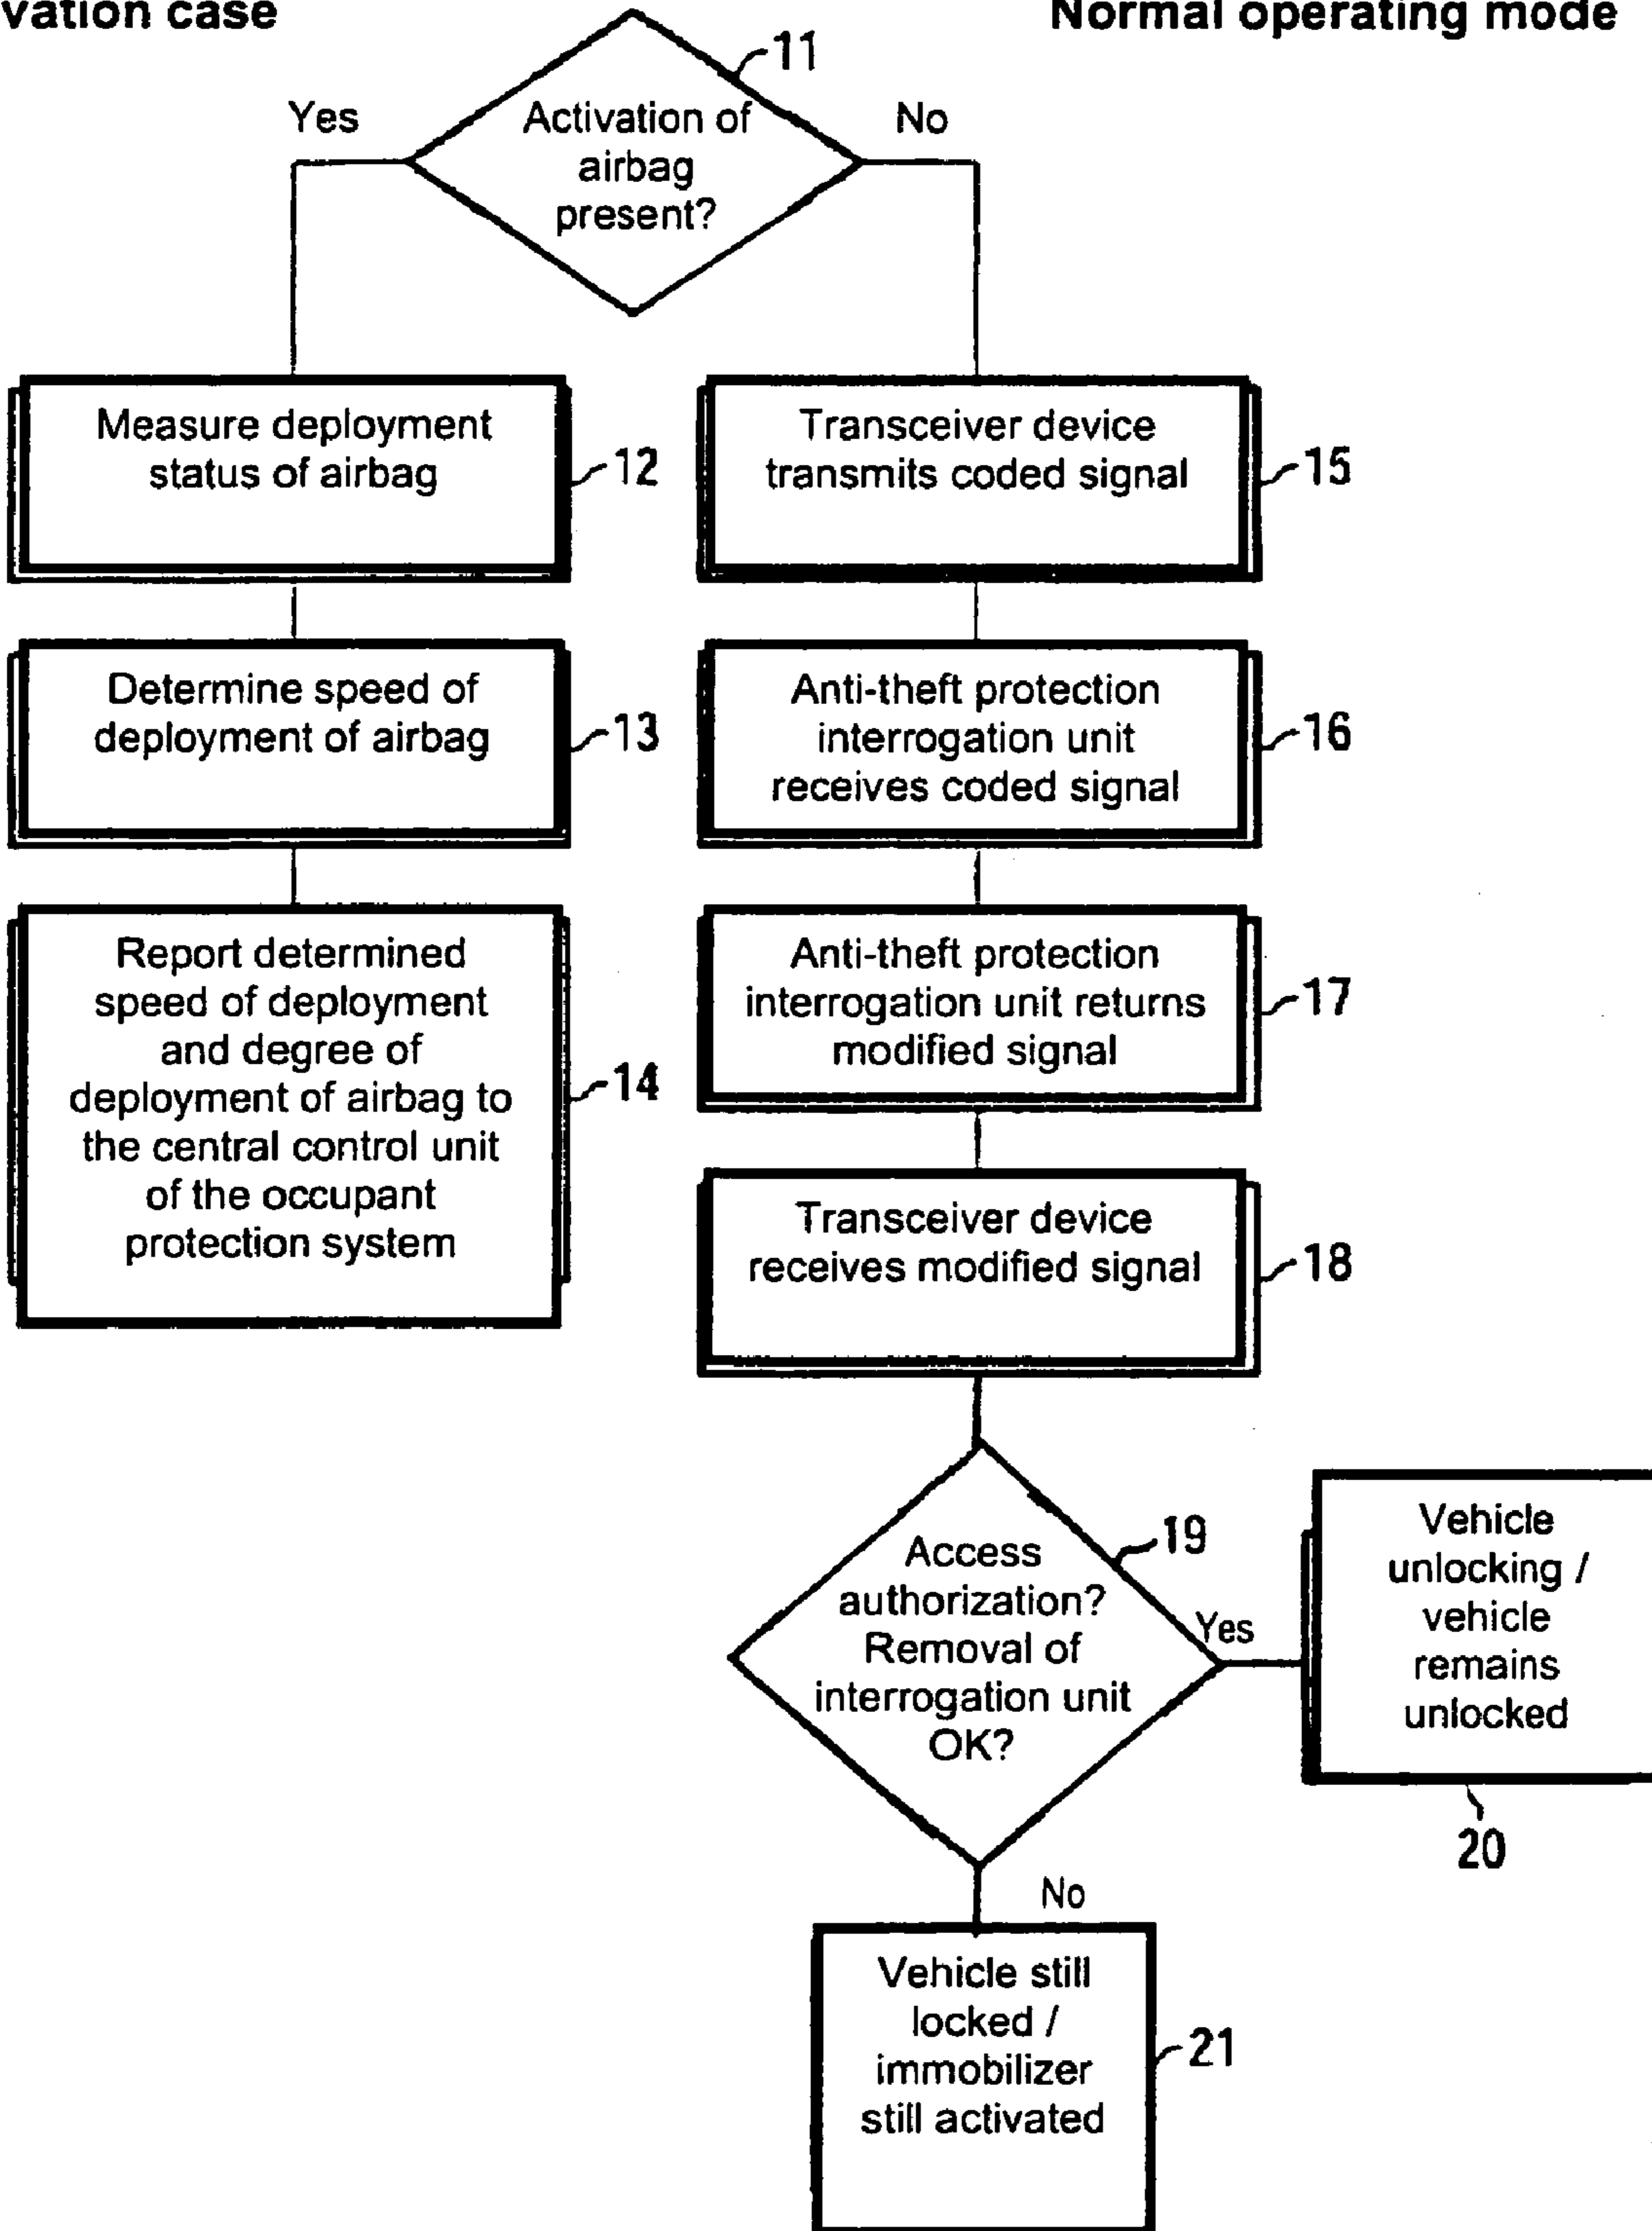 vation case
Normal operating mode
11
Yes
No
Activation of
airbag
present?
Measure deployment
status of airbag
12
Transceiver device
transmits coded signal
15
Determine speed of
deployment of airbag
13
Anti-theft protection
interrogation unit
receives coded signal
16
Report determined
speed of deployment
and degree of
deployment of airbag to
the central control unit
of the occupant
protection system
14
Anti-theft protection
interrogation unit returns
modified signal
17
Transceiver device
receives modified signal
18
Access
authorization?
Removal of
interrogation unit
OK?
19
Yes
Vehicle
unlocking /
vehicle
remains
unlocked
20
No
Vehicle still
locked /
immobilizer
still activated
21